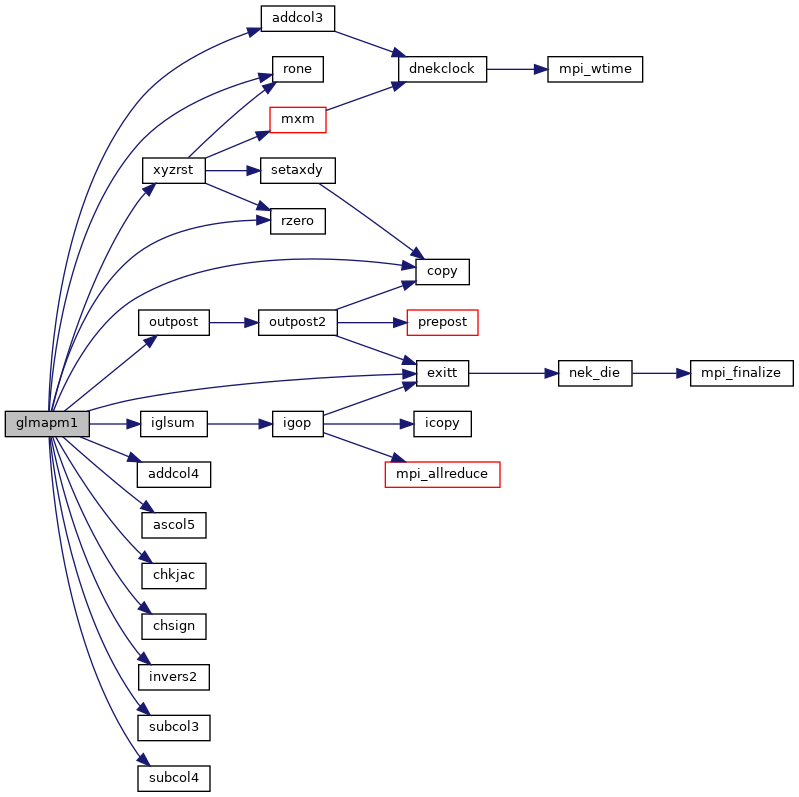 addcol3
rone
dnekclock
mpi_wtime
mxm
xyzrst
setaxdy
rzero
copy
outpost
outpost2
prepost
exitt
nek_die
mpi_finalize
glmapm1
iglsum
igop
icopy
addcol4
mpi_allreduce
ascol5
chkjac
chsign
invers2
subcol3
subcol4